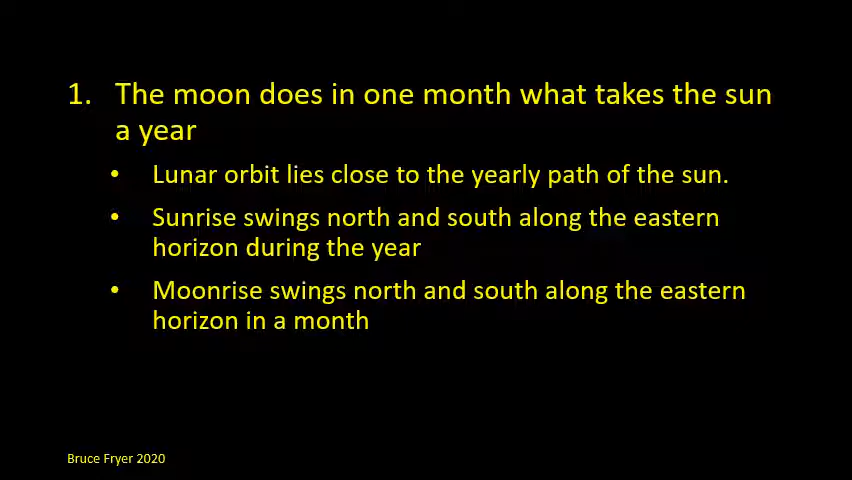 1. The moon does in one month what takes the sun
a year
• Lunar orbit lies close to the yearly path of the sun.
• Sunrise swings north and south along the eastern
horizon during the year
• Moonrise swings north and south along the eastern
horizon in a month
Bruce Fryer 2020